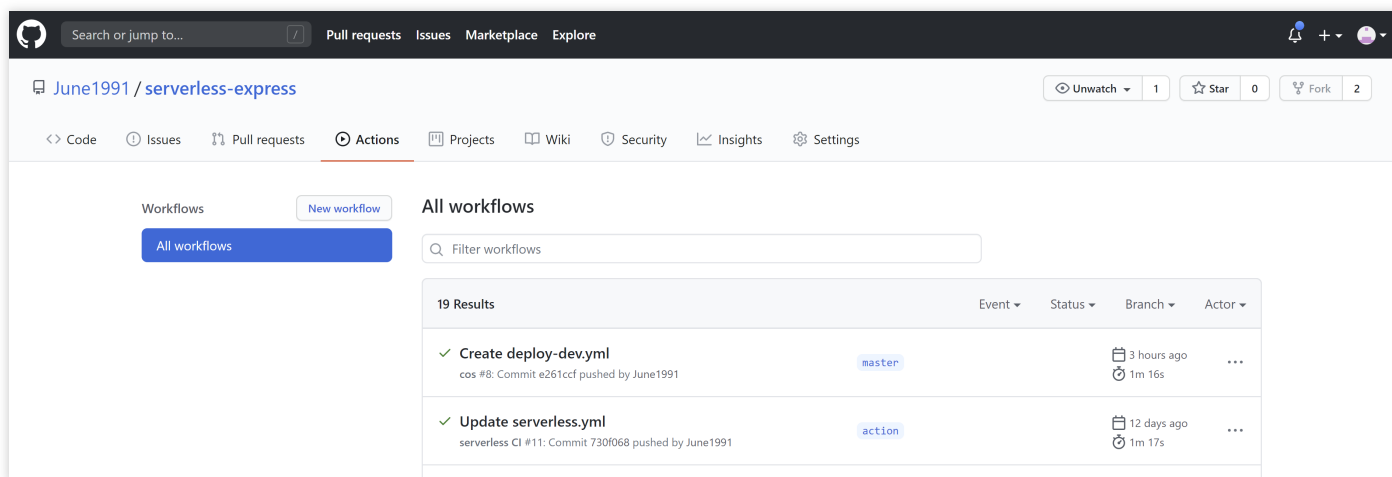 Search or jump to... / Pull requests Issues Marketplace Explore
June1991 / serverless-express Unwatch 1 Star 0 Fork 2
Code Issues Pull requests Actions Projects Wiki Security Insights Settings
Workflows New workflow All workflows
All workflows Filter workflows
19 Results Event Status Branch Actor
Create deploy-dev.yml master 3 hours ago
cos #8: Commit e261ccf pushed by June1991 1m 16s
Update serverless.yml action 12 days ago
serverless CI #11: Commit 730f068 pushed by June1991 1m 17s